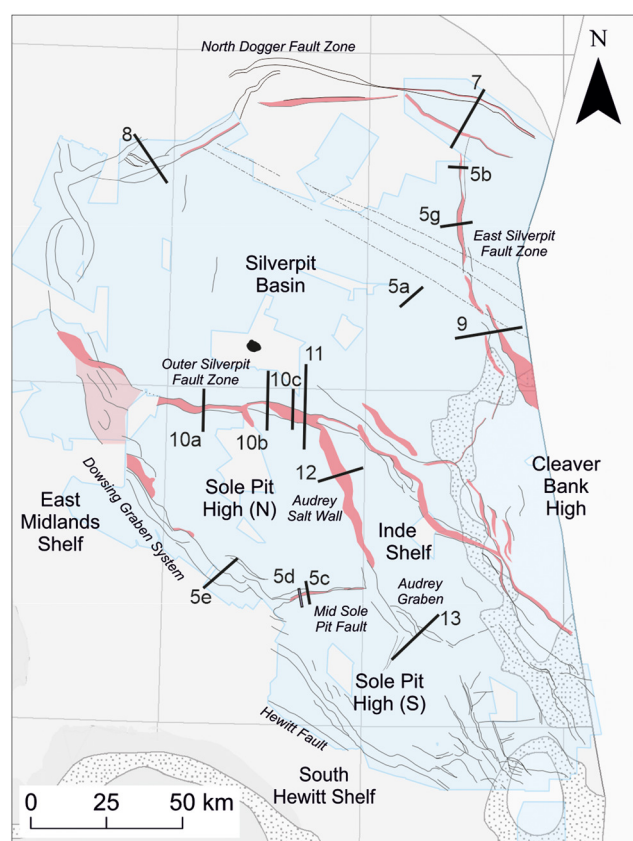 North Dogger Fault Zone
N
7
8
5b
5g
East Silverpit
Fault Zone
Silverpit
Basin
5a
9
11
Outer Silverpit
Fault Zone
10c
10a
10b
12
Cleaver
Bank
High
East
Midlands
Shelf
Dowsing Graben System
Sole Pit
High (N)
Audrey
Salt Wall
Inde
Shelf
5d
5c
5e
Audrey
Graben
Mid Sole
Pit Fault
13
Sole Pit
High (S)
Hewitt Fault
South
Hewitt Shelf
0
25
50 km